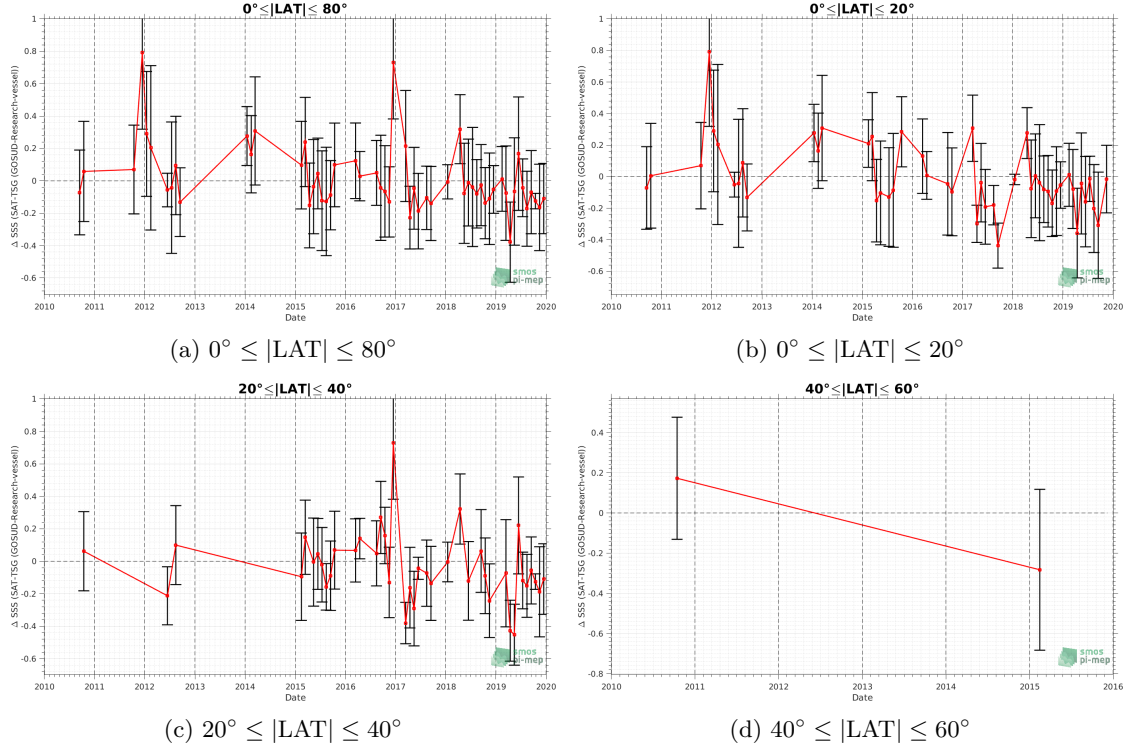 0°≤|LAT|≤ 80°
Δ SSS (SAT-TSG (GOSUD-Research-vessel))
1
0.8
0.6
0.4
0.2
0
-0.2
-0.4
-0.6
2010 2011 2012 2013 2014 2015 2016 2017 2018 2019 2020
Date
smos
pi-mep
(a) 0° ≤ |LAT| ≤ 80°
0°≤|LAT|≤ 20°
Δ SSS (SAT-TSG (GOSUD-Research-vessel))
1
0.8
0.6
0.4
0.2
0
-0.2
-0.4
-0.6
2010 2011 2012 2013 2014 2015 2016 2017 2018 2019 2020
Date
smos
pi-mep
(b) 0° ≤ |LAT| ≤ 20°
20°≤|LAT|≤ 40°
Δ SSS (SAT-TSG (GOSUD-Research-vessel))
1
0.8
0.6
0.4
0.2
0
-0.2
-0.4
-0.6
2010 2011 2012 2013 2014 2015 2016 2017 2018 2019 2020
Date
smos
pi-mep
(c) 20° ≤ |LAT| ≤ 40°
40°≤|LAT|≤ 60°
Δ SSS (SAT-TSG (GOSUD-Research-vessel))
0.4
0.2
0
-0.2
-0.4
-0.6
-0.8
2010 2011 2012 2013 2014 2015 2016
Date
smos
pi-mep
(d) 40° ≤ |LAT| ≤ 60°